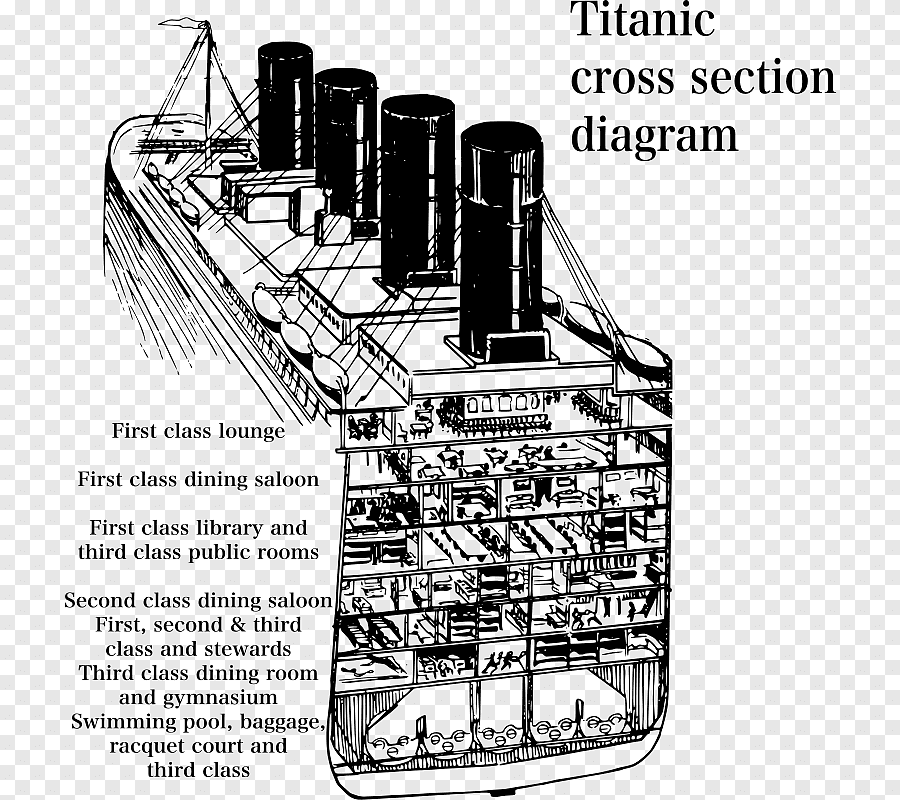 Titanic
cross section
diagram
First class lounge
First class dining saloon
First class library and
third class public rooms
Second class dining saloon
First, second & third
class and stewards
Third class dining room
and gymnasium
Swimming pool, baggage,
racquet court and
third class